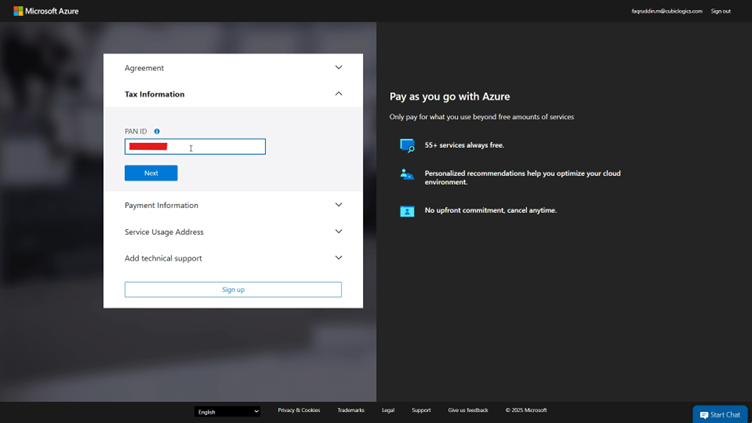 Microsoft Azure
faqruddin.m@cubiclogics.com
Sign out
Agreement
Tax Information
PAN ID
Next
Payment Information
Service Usage Address
Add technical support
Sign up
Pay as you go with Azure
Only pay for what you use beyond free amounts of services
55+ services always free.
Personalized recommendations help you optimize your cloud
environment.
No upfront commitment, cancel anytime.
English
Privacy & Cookies
Trademarks
Legal
Support
Give us feedback
© 2025 Microsoft
Start Chat